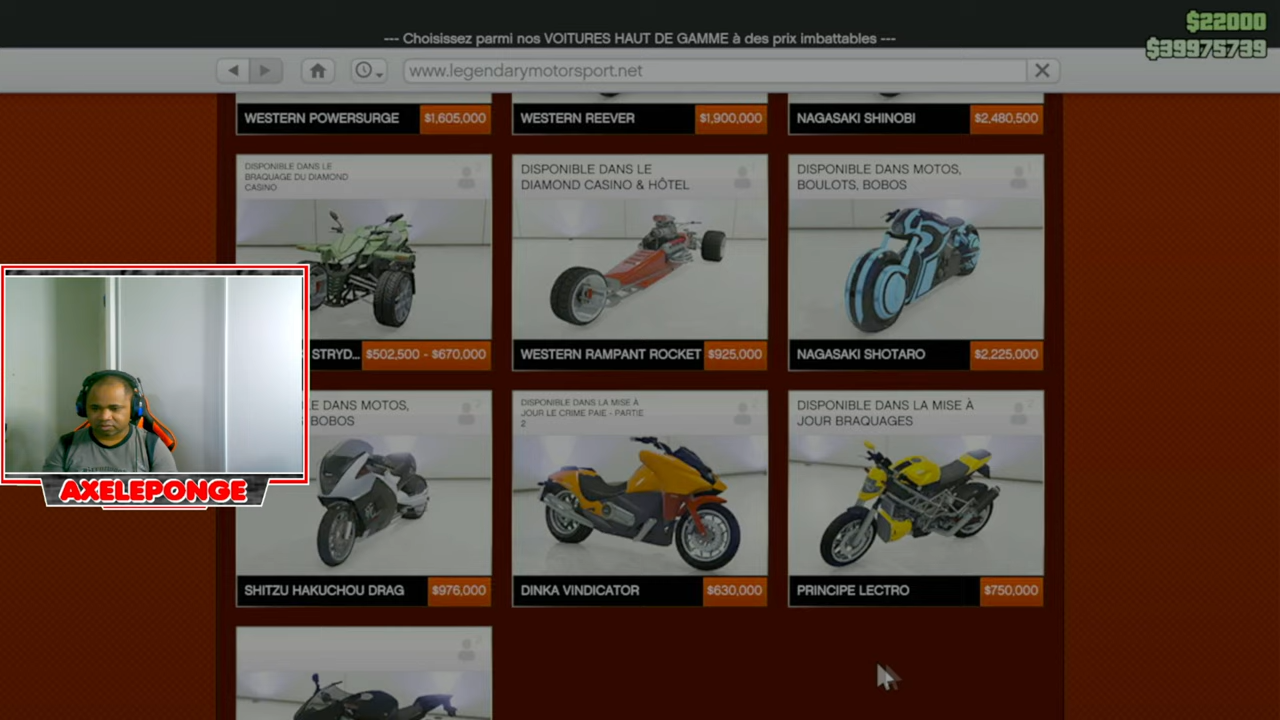 $22000
--- Choisissez parmi nos VOITURES HAUT DE GAMME à des prix imbattables ---
$39975739
www.legendarymotorsport.net
WESTERN POWERSURGE $1,605,000
WESTERN REEVER $1,900,000
NAGASAKI SHINOBI $2,480,500
DISPONIBLE DANS LE
BRAQUAGE DU DIAMOND
CASINO
DISPONIBLE DANS LE
DIAMOND CASINO & HÔTEL
DISPONIBLE DANS MOTOS,
BOULOTS, BOBOS
STRYD... $502,500 - $670,000
WESTERN RAMPANT ROCKET $925,000
NAGASAKI SHOTARO $2,225,000
E DANS MOTOS,
BOBOS
DISPONIBLE DANS LA MISE À
JOUR LE CRIME PAIE - PARTIE
2
DISPONIBLE DANS LA MISE À
JOUR BRAQUAGES
AXELEPONGE
SHITZU HAKUCHOU DRAG $976,000
DINKA VINDICATOR $630,000
PRINCIPE LECTRO $750,000